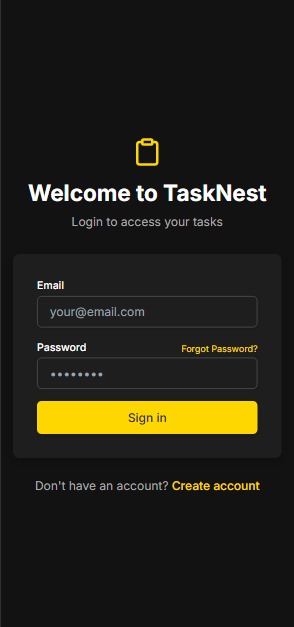 Welcome to TaskNest
Login to access your tasks
Email
your@email.com
Password Forgot Password?
••••••••
Sign in
Don't have an account? Create account